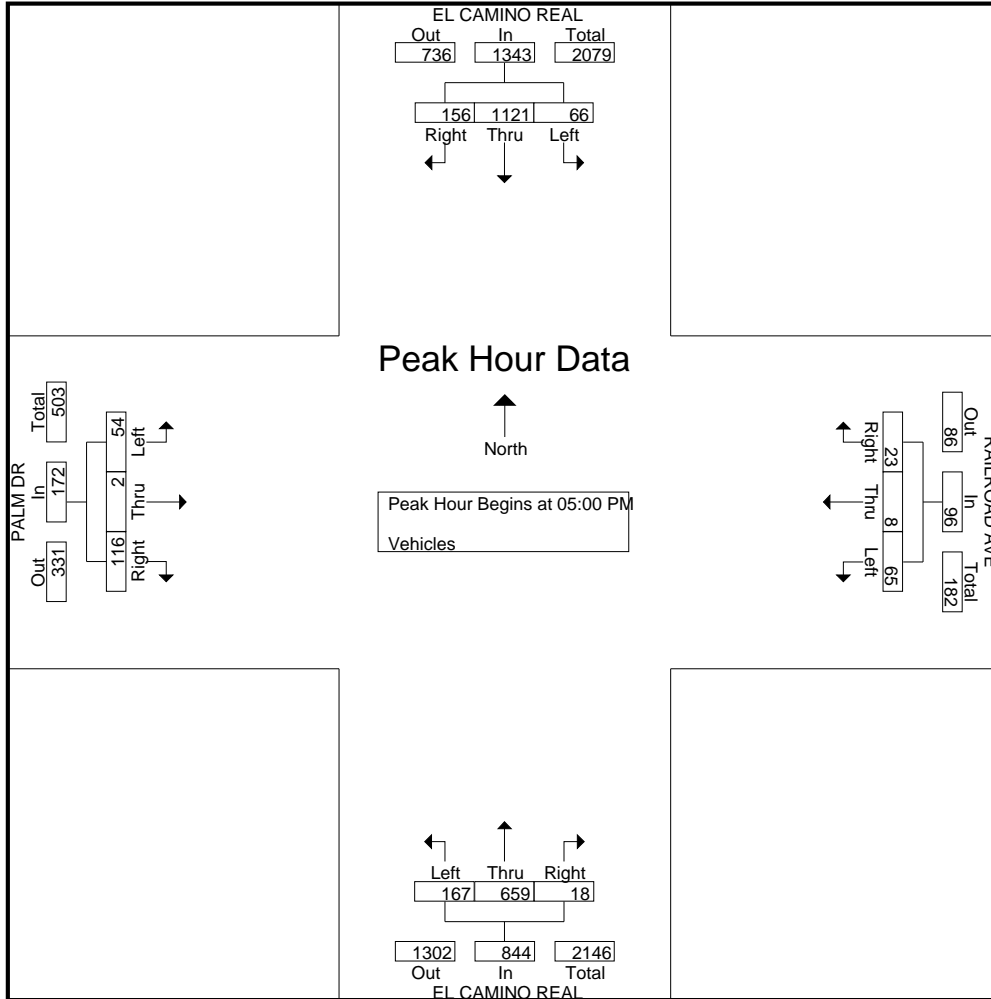 EL CAMINO REAL
Out In Total
736 1343 2079
156 1121 66
Right Thru Left
Peak Hour Data
North
Peak Hour Begins at 05:00 PM
Vehicles
PALM DR
Out In Total
331 172 503
54 2 116
Left Thru Right
RAILROAD AVE
Out In Total
86 96 182
23 8 65
Right Thru Left
Left Thru Right
167 659 18
1302 844 2146
Out In Total
EL CAMINO REAL